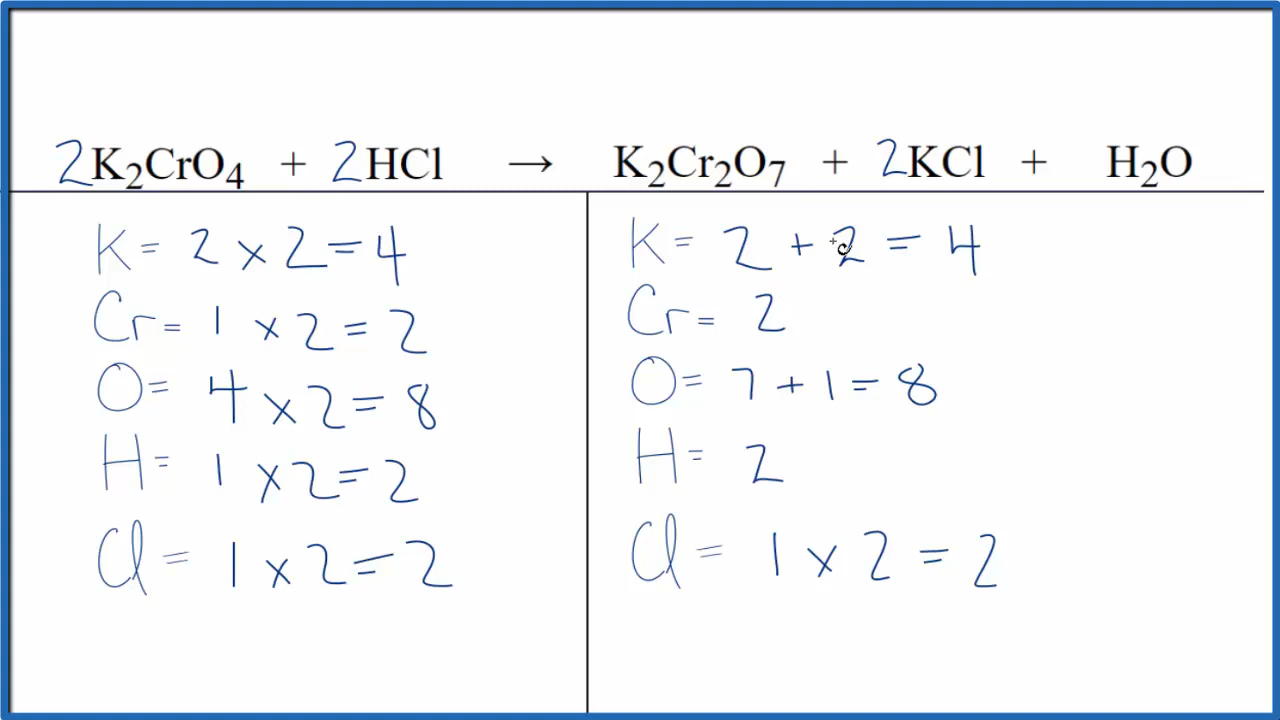 2K₂CrO₄ + 2HCl → K₂Cr₂O₇ + 2KCl + H₂O
K = 2 x 2 = 4
Cr = 1 x 2 = 2
O = 4 x 2 = 8
H = 1 x 2 = 2
Cl = 1 x 2 = 2
K = 2 + 2 = 4
Cr = 2
O = 7 + 1 = 8
H = 2
Cl = 1 x 2 = 2